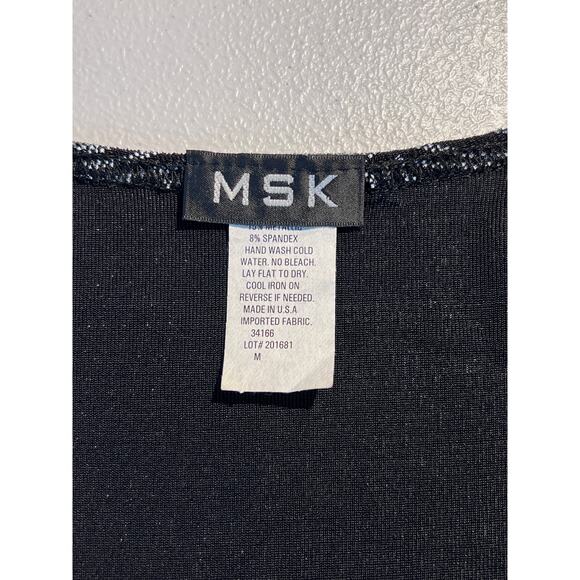 MSK
METALLIC
8% SPANDEX
HAND WASH COLD
WATER. NO BLEACH.
LAY FLAT TO DRY.
COOL IRON ON
REVERSE IF NEEDED.
MADE IN U.S.A
IMPORTED FABRIC.
34166
LOT# 201681
M